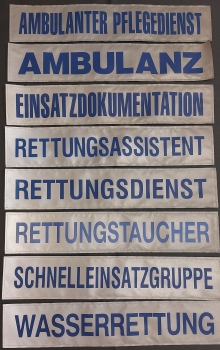 AMBULANTER PFLEGEDIENST
AMBULANZ
EINSATZDOKUMENTATION
RETTUNGSASSISTENT
RETTUNGSDIENST
RETTUNGSTAUCHER
SCHNELLEINSATZGRUPPE
WASSERRETTUNG